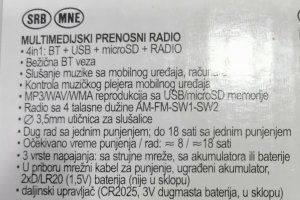 SRB MNE
MULTIMEDIJSKI PRENOSNI RADIO
• 4in1: BT + USB + microSD + RADIO
• Bežična BT veza
• Slušanje muzike sa mobilnog uređaja, računara
• Kontrola muzičkog plejera mobilnog uređaja
• MP3/WAV/WMA reprodukcija sa USB/microSD memorije
• Radio sa 4 talasne dužine AM-FM-SW1-SW2
• Ø 3,5mm utičnica za slušalice
• Dug rad sa jednim punjenjem; do 18 sati sa jednim punjenjem
• Očekivano vreme punjenja / rad: ≈ 8 / ≈18 sati
• 3 vrste napajanja: sa strujne mreže, sa akumulatora ili baterije
• U priboru mrežni kabel za punjenje, ugrađeni akumulator,
2xD/LR20 (1,5V) baterija (nije u sklopu)
• daljinski upravljač (CR2025, 3V dugmasta baterija, u sklopu)